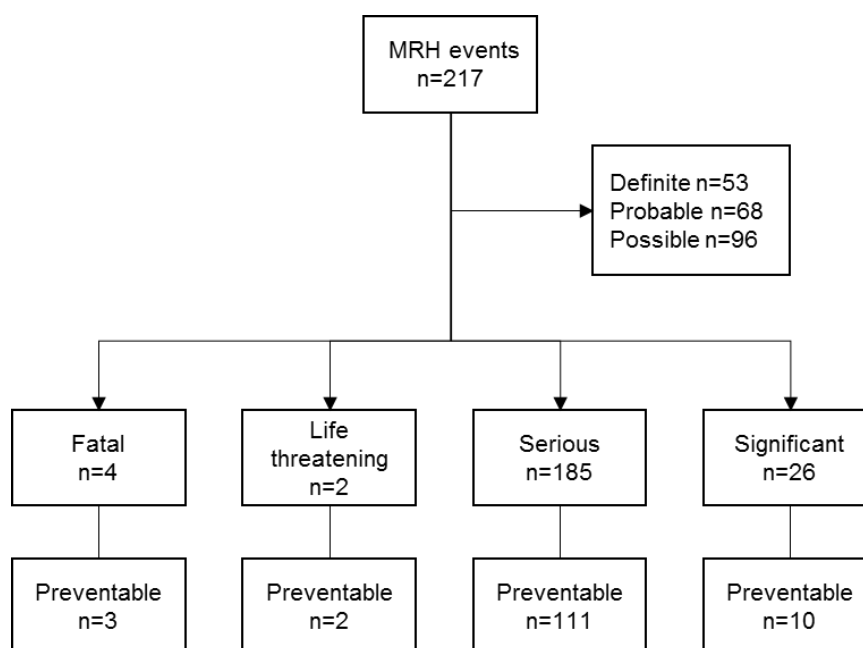 MRH events
n=217
Definite n=53
Probable n=68
Possible n=96
Fatal
n=4
Life
threatening
n=2
Serious
n=185
Significant
n=26
Preventable
n=3
Preventable
n=2
Preventable
n=111
Preventable
n=10